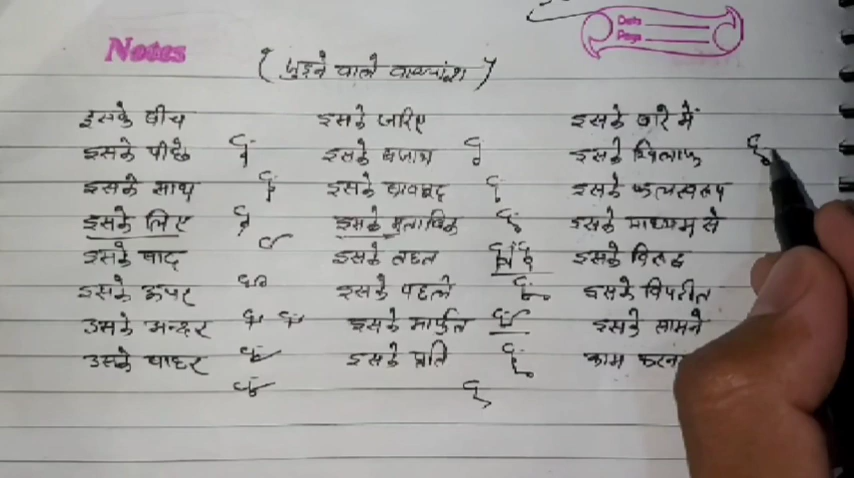 Notes
Date
Page
( जुड़ने वाले वाक्यांश )
इसके बीच इसके जरिए इसके बारे में
इसके पीछे इसके बजाय इसके खिलाफ
इसके साथ इसके बावजूद इसके फलस्वरूप
इसके लिए इसके मुताबिक इसके माध्यम से
इसके बाद इसके तहत इसके विरुद्ध
इसके ऊपर इसके पहले इसके विपरीत
उसके अन्दर इसके मार्फत इसके सामने
उसके बाहर इसके प्रति काम करना